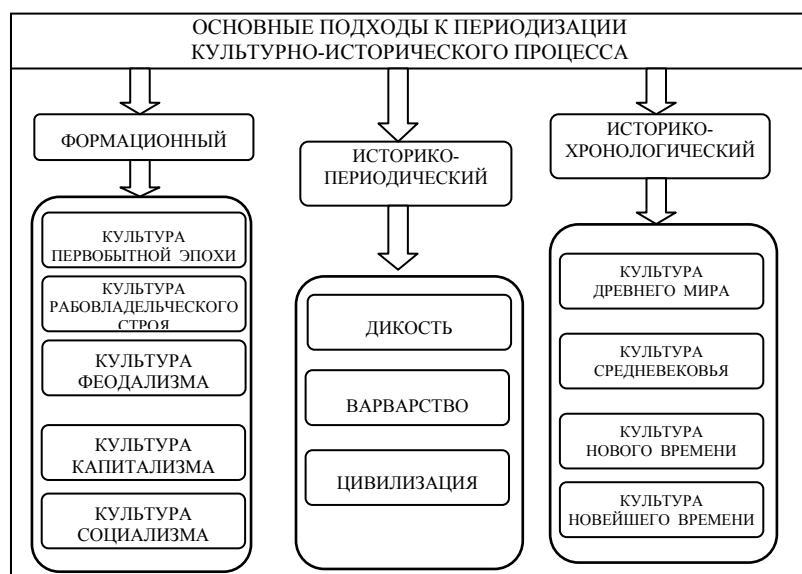 ОСНОВНЫЕ ПОДХОДЫ К ПЕРИОДИЗАЦИИ
КУЛЬТУРНО-ИСТОРИЧЕСКОГО ПРОЦЕССА
ФОРМАЦИОННЫЙ
КУЛЬТУРА
ПЕРВОБЫТНОЙ ЭПОХИ
КУЛЬТУРА
РАБОВЛАДЕЛЬЧЕСКОГО
СТРОЯ
КУЛЬТУРА
ФЕОДАЛИЗМА
КУЛЬТУРА
КАПИТАЛИЗМА
КУЛЬТУРА
СОЦИАЛИЗМА
ИСТОРИКО-
ПЕРИОДИЧЕСКИЙ
ДИКОСТЬ
ВАРВАРСТВО
ЦИВИЛИЗАЦИЯ
ИСТОРИКО-
ХРОНОЛОГИЧЕСКИЙ
КУЛЬТУРА
ДРЕВНЕГО МИРА
КУЛЬТУРА
СРЕДНЕВЕКОВЬЯ
КУЛЬТУРА
НОВОГО ВРЕМЕНИ
КУЛЬТУРА
НОВЕЙШЕГО ВРЕМЕНИ